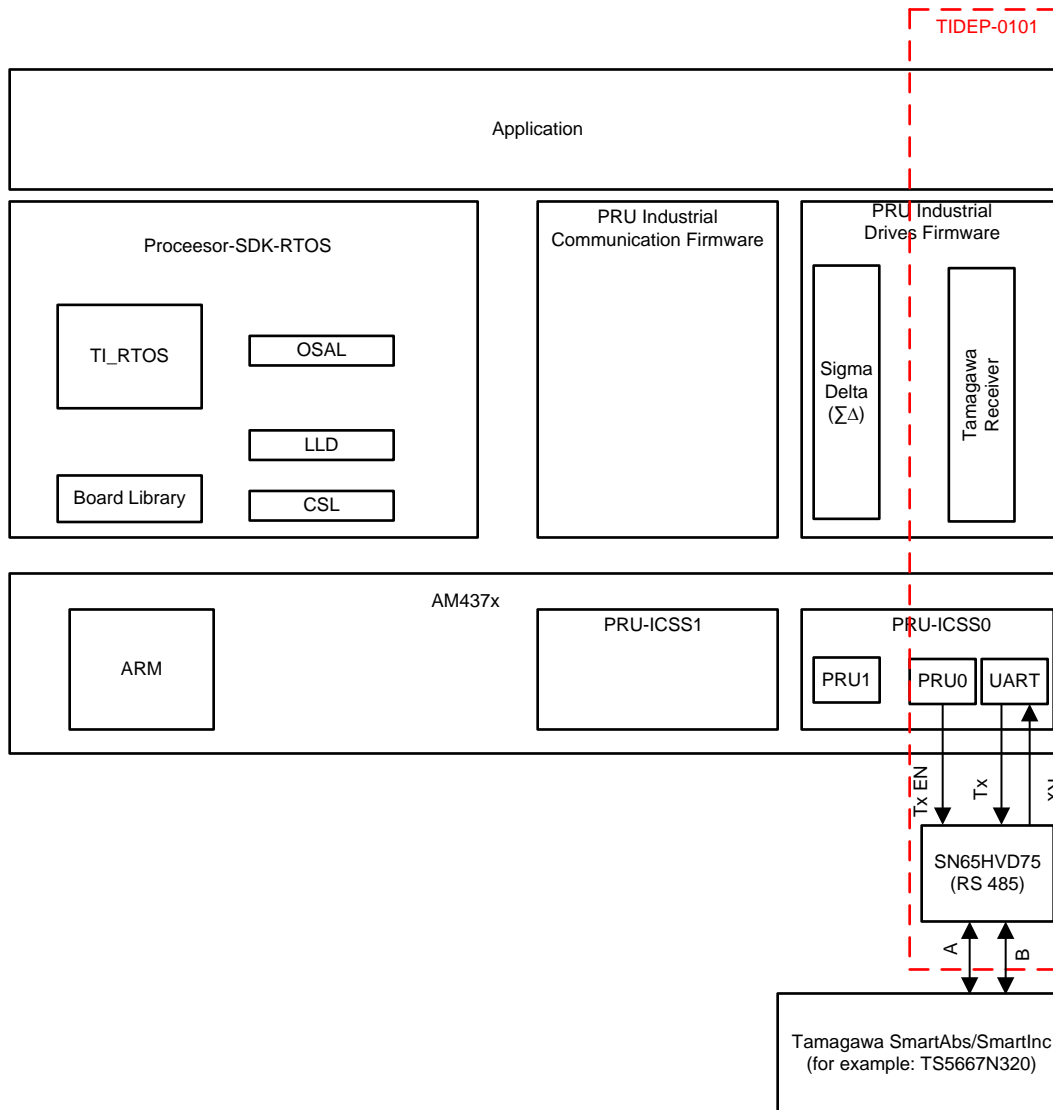 TIDEP-0101
Application
Proceesor-SDK-RTOS
TI_RTOS
OSAL
LLD
Board Library
CSL
PRU Industrial
Communication Firmware
PRU Industrial
Drives Firmware
Sigma
Delta
(∑∆)
Tamagawa
Receiver
AM437x
ARM
PRU-ICSS1
PRU-ICSS0
PRU1
PRU0
UART
Tx EN
Tx
SN65HVD75
(RS 485)
A
B
Tamagawa SmartAbs/SmartInc
(for example: TS5667N320)